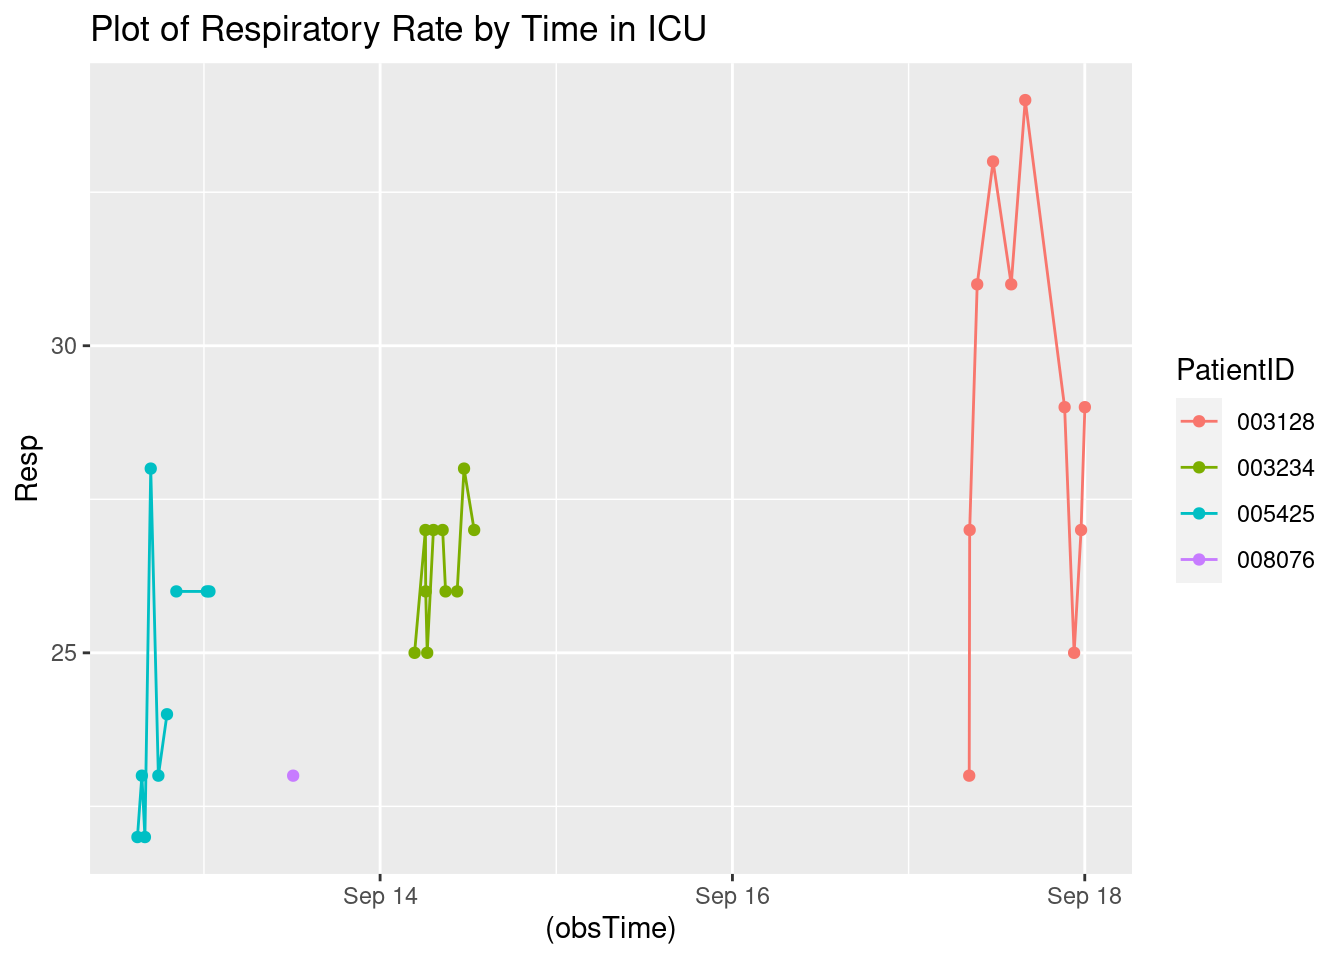 Plot of Respiratory Rate by Time in ICU
Resp
30
25
Sep 14
Sep 16
Sep 18
(obsTime)
PatientID
003128
003234
005425
008076